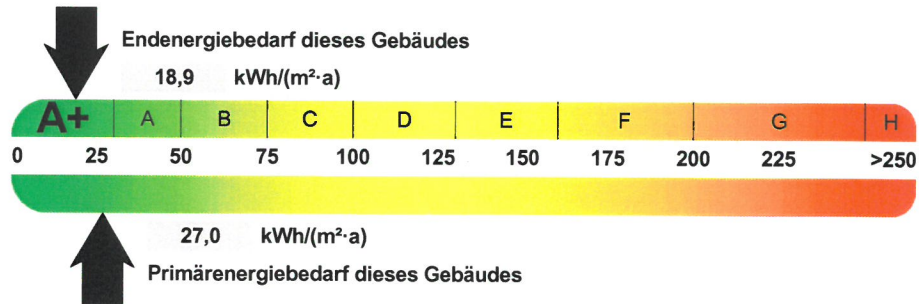 Endenergiebedarf dieses Gebäudes
18,9 kWh/(m²·a)
A+ A B C D E F G H
0 25 50 75 100 125 150 175 200 225 >250
27,0 kWh/(m²·a)
Primärenergiebedarf dieses Gebäudes